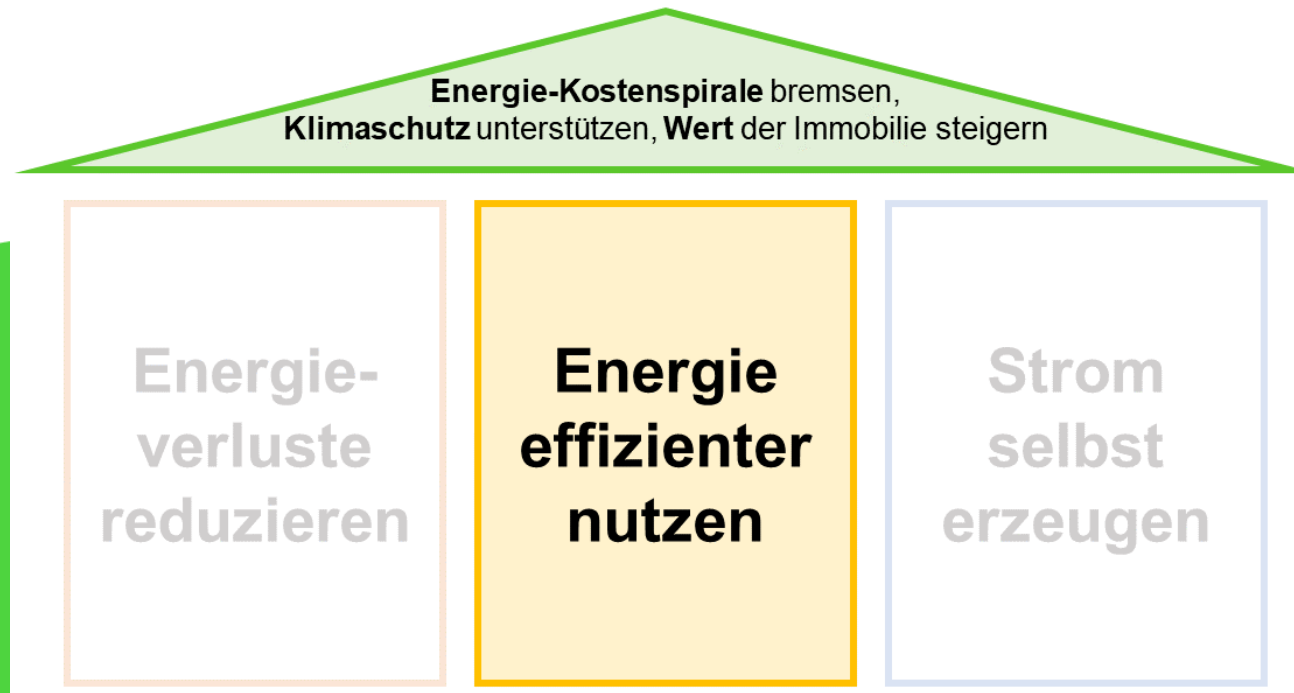 Energie-Kostenspirale bremsen,
Klimaschutz unterstützen, Wert der Immobilie steigern
Energie-
verluste
reduzieren
Energie
effizienter
nutzen
Strom
selbst
erzeugen